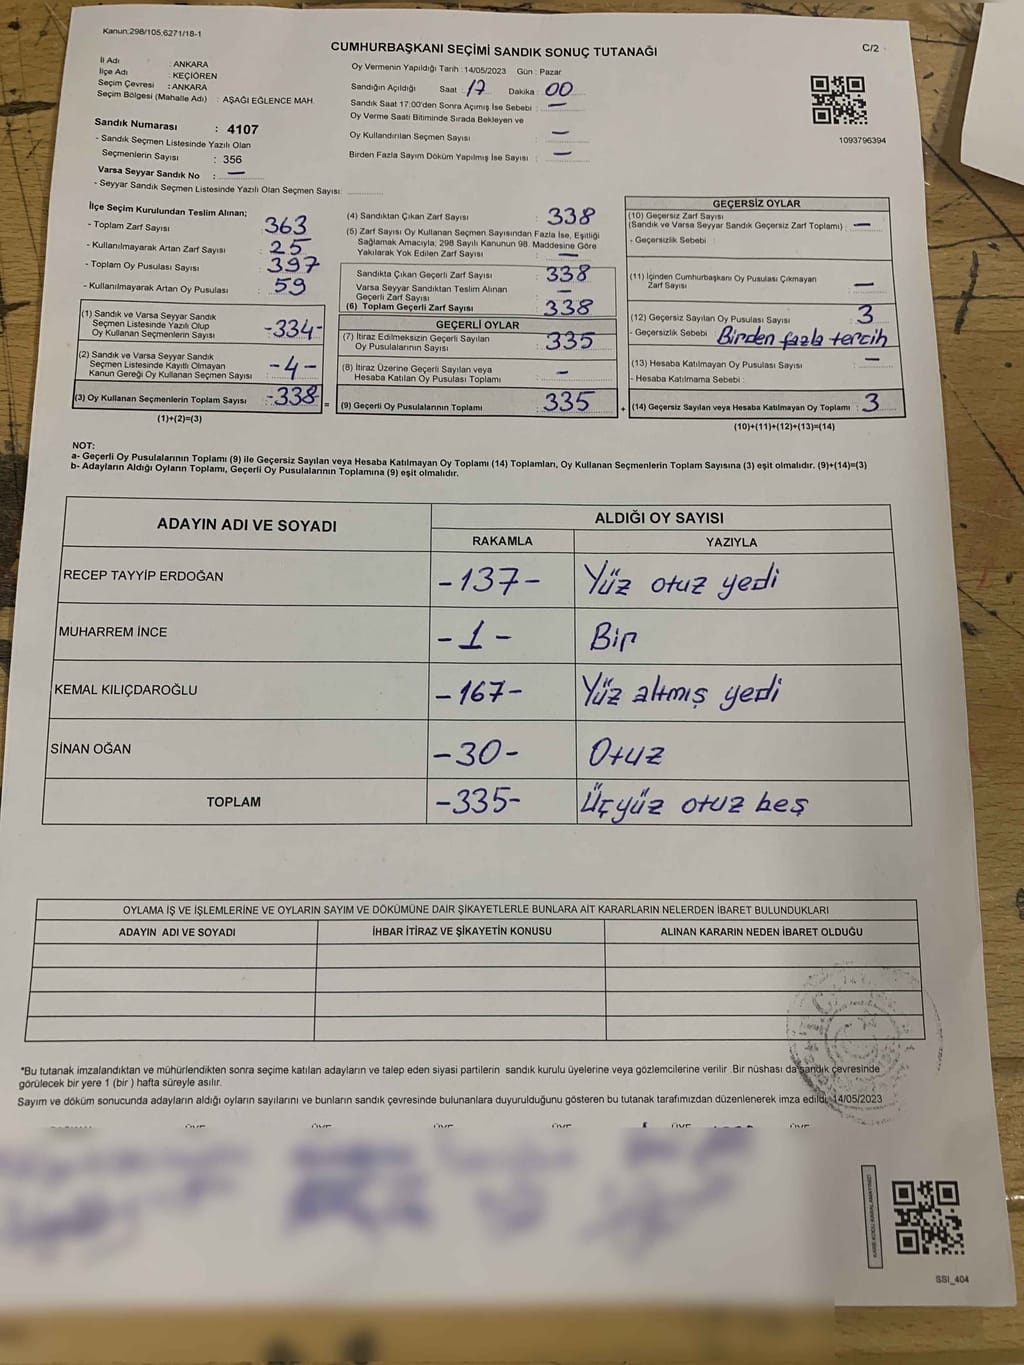 Kanun:298/105,6271/18-1
CUMHURBAŞKANI SEÇİMİ SANDIK SONUÇ TUTANAĞI
C/2
İl Adı : ANKARA
İlçe Adı : KEÇİÖREN
Seçim Çevresi : ANKARA
Seçim Bölgesi (Mahalle Adı) : AŞAĞI EĞLENCE MAH.
Oy Vermenin Yapıldığı Tarih : 14/05/2023 Gün : Pazar
Sandığın Açıldığı Saat : 17 Dakika : 00
Sandık Saat 17:00'den Sonra Açımış İse Sebebi : —
Oy Verme Saati Bitiminde Sırada Bekleyen ve
Oy Kullandırılan Seçmen Sayısı : —
Birden Fazla Sayım Döküm Yapılmış İse Sayısı : —
1093796394
Sandık Numarası : 4107
- Sandık Seçmen Listesinde Yazılı Olan
Seçmenlerin Sayısı : 356
Varsa Seyyar Sandık No : —
- Seyyar Sandık Seçmen Listesinde Yazılı Olan Seçmen Sayısı:
İlçe Seçim Kurulundan Teslim Alınan;
- Toplam Zarf Sayısı : 363
- Kullanılmayarak Artan Zarf Sayısı : 25
- Toplam Oy Pusulası Sayısı : 397
- Kullanılmayarak Artan Oy Pusulası : 59
(1) Sandık ve Varsa Seyyar Sandık
Seçmen Listesinde Yazılı Olup
Oy Kullanan Seçmenlerin Sayısı : -334-
(2) Sandık ve Varsa Seyyar Sandık
Seçmen Listesinde Kayıtlı Olmayan
Kanun Gereği Oy Kullanan Seçmen Sayısı : -4-
(3) Oy Kullanan Seçmenlerin Toplam Sayısı : -338-
(1)+(2)=(3)
(4) Sandıktan Çıkan Zarf Sayısı : 338
(5) Zarf Sayısı Oy Kullanan Seçmen Sayısından Fazla İse, Eşitliği
Sağlamak Amacıyla; 298 Sayılı Kanunun 98. Maddesine Göre
Yakılarak Yok Edilen Zarf Sayısı : —
Sandıkta Çıkan Geçerli Zarf Sayısı : 338
Varsa Seyyar Sandıktan Teslim Alınan
Geçerli Zarf Sayısı : —
(6) Toplam Geçerli Zarf Sayısı : 338
GEÇERLİ OYLAR
(7) İtiraz Edilmeksizin Geçerli Sayılan
Oy Pusulalarının Sayısı : 335
(8) İtiraz Üzerine Geçerli Sayılan veya
Hesaba Katılan Oy Pusulası Toplamı : —
= (9) Geçerli Oy Pusulalarının Toplamı : 335
GEÇERSİZ OYLAR
(10) Geçersiz Zarf Sayısı
(Sandık ve Varsa Seyyar Sandık Geçersiz Zarf Toplamı) : —
- Geçersizlik Sebebi :
(11) İçinden Cumhurbaşkanı Oy Pusulası Çıkmayan
Zarf Sayısı : —
(12) Geçersiz Sayılan Oy Pusulası Sayısı : 3
- Geçersizlik Sebebi : Birden fazla tercih
(13) Hesaba Katılmayan Oy Pusulası Sayısı : —
- Hesaba Katılmama Sebebi :
+ (14) Geçersiz Sayılan veya Hesaba Katılmayan Oy Toplamı : 3
(10)+(11)+(12)+(13)=(14)
NOT:
a- Geçerli Oy Pusulalarının Toplamı (9) ile Geçersiz Sayılan veya Hesaba Katılmayan Oy Toplamı (14) Toplamları, Oy Kullanan Seçmenlerin Toplam Sayısına (3) eşit olmalıdır. (9)+(14)=(3)
b- Adayların Aldığı Oyların Toplamı, Geçerli Oy Pusulalarının Toplamına (9) eşit olmalıdır.
ADAYIN ADI VE SOYADI
ALDIĞI OY SAYISI
RAKAMLA YAZIYLA
RECEP TAYYİP ERDOĞAN -137- Yüz otuz yedi
MUHARREM İNCE -1- Bir
KEMAL KILIÇDAROĞLU -167- Yüz altmış yedi
SİNAN OĞAN -30- Otuz
TOPLAM -335- Üçyüz otuz beş
OYLAMA İŞ VE İŞLEMLERİNE VE OYLARIN SAYIM VE DÖKÜMÜNE DAİR ŞİKAYETLERLE BUNLARA AİT KARARLARIN NELERDEN İBARET BULUNDUKLARI
ADAYIN ADI VE SOYADI İHBAR İTİRAZ VE ŞİKAYETİN KONUSU ALINAN KARARIN NEDEN İBARET OLDUĞU
*Bu tutanak imzalandıktan ve mühürlendikten sonra seçime katılan adayların ve talep eden siyasi partilerin sandık kurulu üyelerine veya gözlemcilerine verilir .Bir nüshası da sandık çevresinde
görülecek bir yere 1 (bir ) hafta süreyle asılır.
Sayım ve döküm sonucunda adayların aldığı oyların sayılarını ve bunların sandık çevresinde bulunanlara duyurulduğunu gösteren bu tutanak tarafımızdan düzenlenerek imza edildi. 14/05/2023
KARE KODU KARALAMAYINIZ!
SSI_404